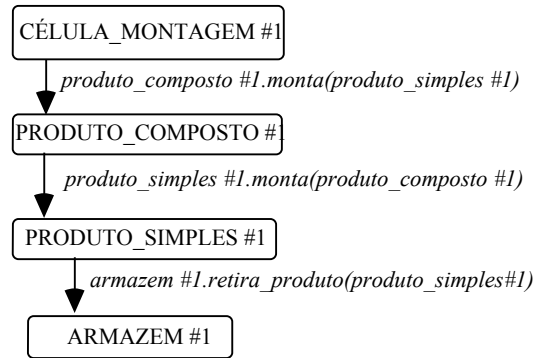 CÉLULA_MONTAGEM #1
produto_composto #1.monta(produto_simples #1)
PRODUTO_COMPOSTO #1
produto_simples #1.monta(produto_composto #1)
PRODUTO_SIMPLES #1
armazem #1.retira_produto(produto_simples#1)
ARMAZEM #1